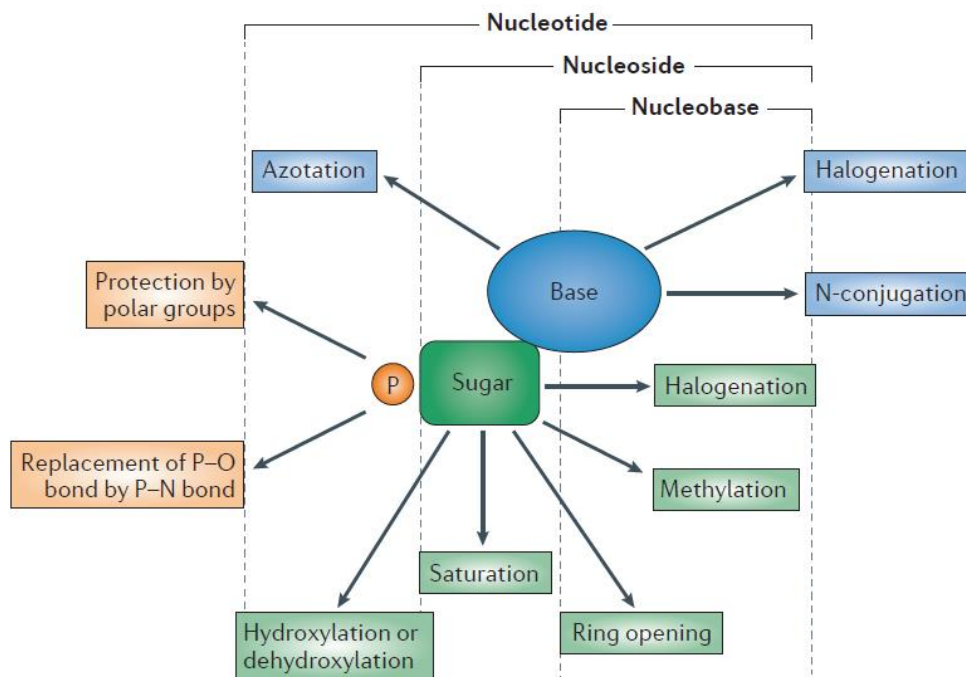 Nucleotide
Nucleoside
Nucleobase
Azotation
Halogenation
Protection by
polar groups
Base
N-conjugation
P
Sugar
Halogenation
Replacement of P–O
bond by P–N bond
Methylation
Saturation
Hydroxylation or
dehydroxylation
Ring opening